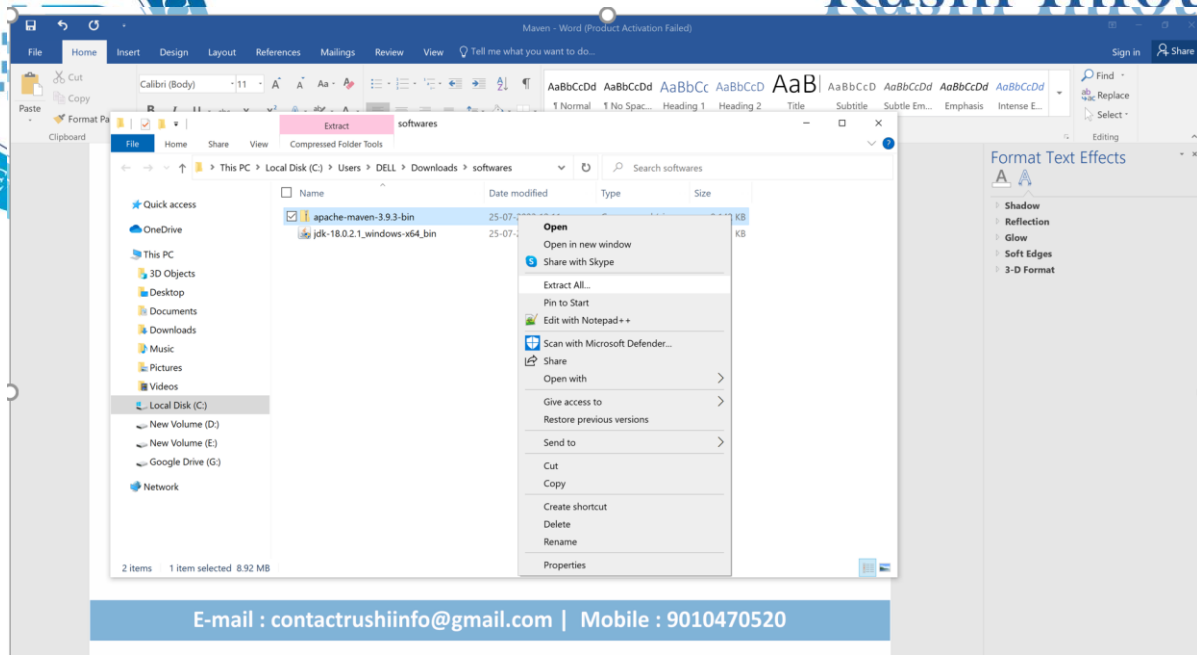 Maven - Word (Product Activation Failed)
File Home Insert Design Layout References Mailings Review View Tell me what you want to do... Sign in Share
Cut
Copy
Paste
Format Pa
Clipboard
Calibri (Body) 11
AaBbCcDd AaBbCcDd AaBbCc AaBbCcD AaB AaBbCcD AaBbCcDd AaBbCcDd AaBbCcDd
¶ Normal ¶ No Spac... Heading 1 Heading 2 Title Subtitle Subtle Em... Emphasis Intense E...
Find
Replace
Select
Editing
Extract softwares
File Home Share View Compressed Folder Tools
This PC > Local Disk (C:) > Users > DELL > Downloads > softwares
Search softwares
Name Date modified Type Size
apache-maven-3.9.3-bin 25-07- KB
jdk-18.0.2.1_windows-x64_bin 25-07- KB
Quick access
OneDrive
This PC
3D Objects
Desktop
Documents
Downloads
Music
Pictures
Videos
Local Disk (C:)
New Volume (D:)
New Volume (E:)
Google Drive (G:)
Network
Open
Open in new window
Share with Skype
Extract All...
Pin to Start
Edit with Notepad++
Scan with Microsoft Defender...
Share
Open with
Give access to
Restore previous versions
Send to
Cut
Copy
Create shortcut
Delete
Rename
Properties
2 items 1 item selected 8.92 MB
Format Text Effects
Shadow
Reflection
Glow
Soft Edges
3-D Format
E-mail : contactrushiinfo@gmail.com | Mobile : 9010470520